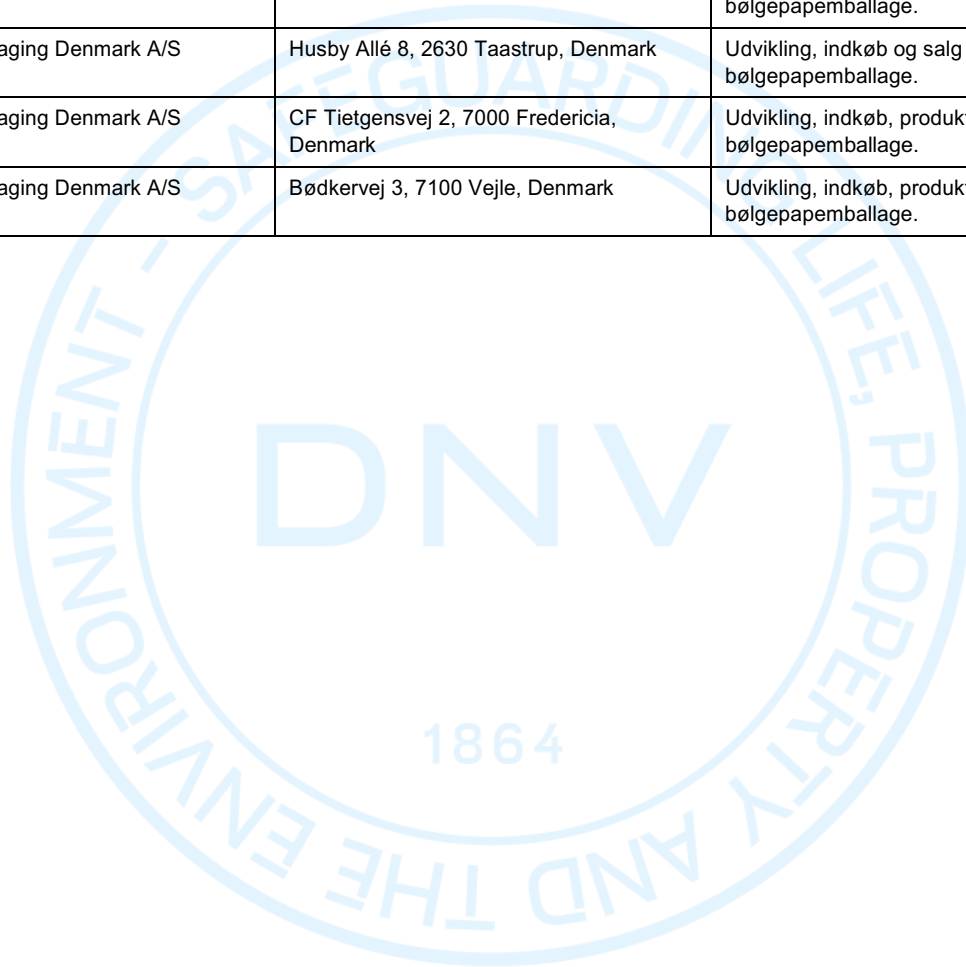 bølgepapemballage.
aging Denmark A/S
Husby Allé 8, 2630 Taastrup, Denmark
Udvikling, indkøb og salg
bølgepapemballage.
aging Denmark A/S
CF Tietgensvej 2, 7000 Fredericia,
Denmark
Udvikling, indkøb, produkt
bølgepapemballage.
aging Denmark A/S
Bødkervej 3, 7100 Vejle, Denmark
Udvikling, indkøb, produkt
bølgepapemballage.
SAFEGUARDING LIFE, PROPERTY AND THE ENVIRONMENT -
DNV
1864